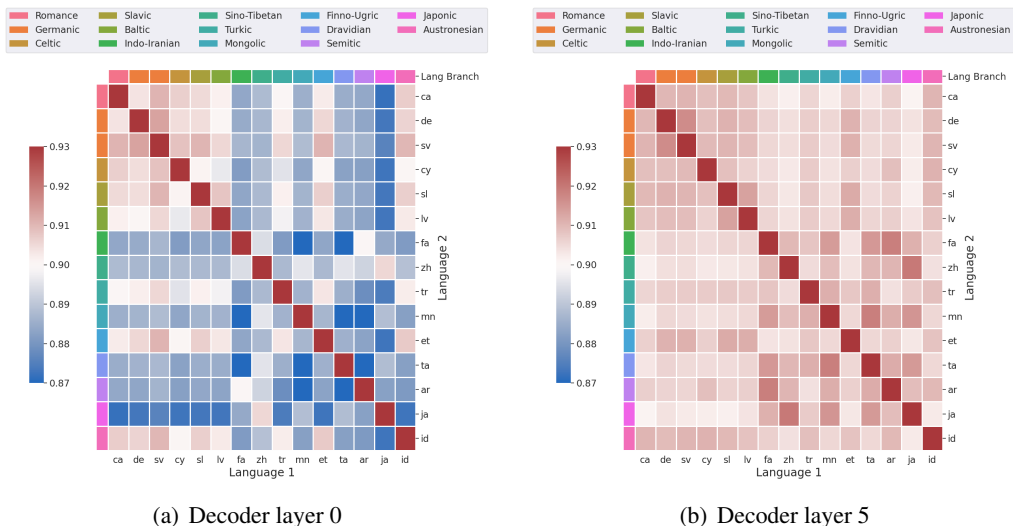 Romance Slavic Sino-Tibetan Finno-Ugric Japonic
Germanic Baltic Turkic Dravidian Austronesian
Celtic Indo-Iranian Mongolic Semitic
Lang Branch
ca
de
sv
cy
sl
lv
fa
zh
tr
mn
et
ta
ar
ja
id
Language 2
0.93
0.92
0.91
0.90
0.89
0.88
0.87
ca de sv cy sl lv fa zh tr mn et ta ar ja id
Language 1
(a) Decoder layer 0
Romance Slavic Sino-Tibetan Finno-Ugric Japonic
Germanic Baltic Turkic Dravidian Austronesian
Celtic Indo-Iranian Mongolic Semitic
Lang Branch
ca
de
sv
cy
sl
lv
fa
zh
tr
mn
et
ta
ar
ja
id
Language 2
0.93
0.92
0.91
0.90
0.89
0.88
0.87
ca de sv cy sl lv fa zh tr mn et ta ar ja id
Language 1
(b) Decoder layer 5